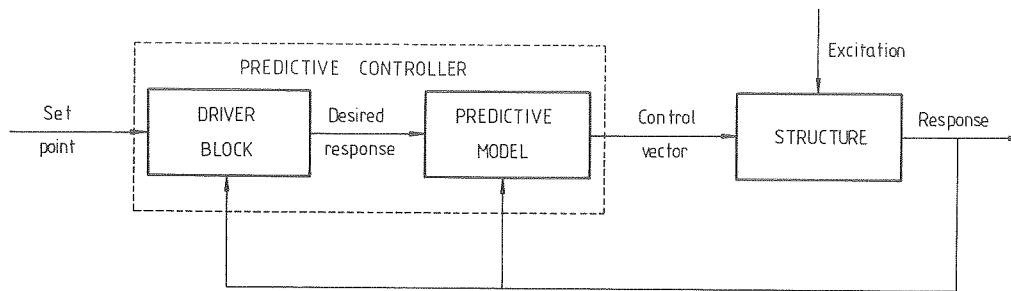 PREDICTIVE CONTROLLER
Excitation
Set
point
DRIVER
BLOCK
Desired
response
PREDICTIVE
MODEL
Control
vector
STRUCTURE
Response